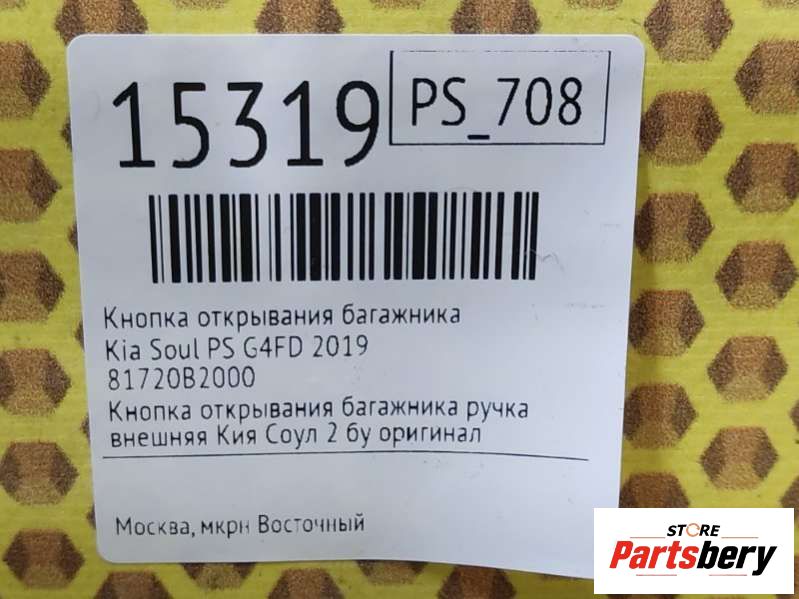 15319
PS_708
Кнопка открывания багажника
Kia Soul PS G4FD 2019
81720B2000
Кнопка открывания багажника ручка
внешняя Кия Соул 2 бу оригинал
Москва, мкрн Восточный
STORE
Partsbery